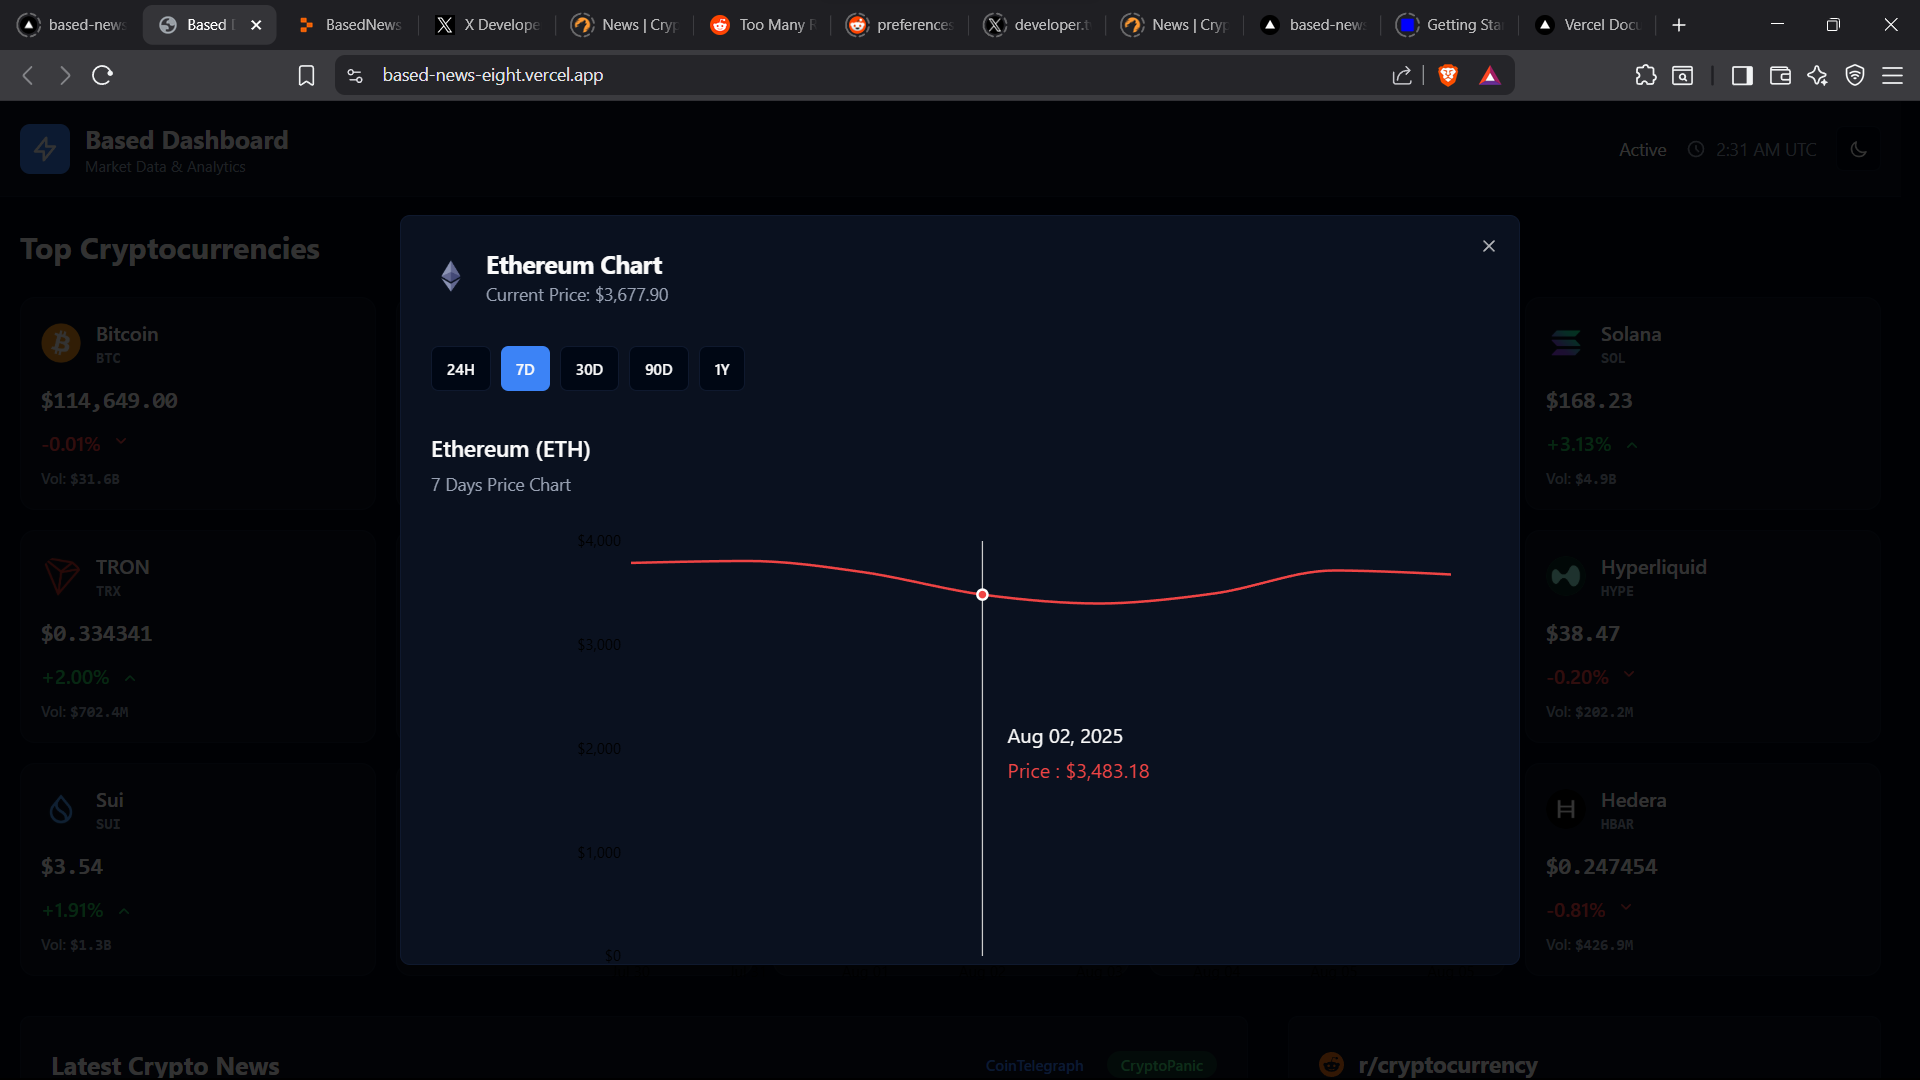 based-new
Based
BasedNews
X Develope
News | Cryp
Too Many R
preferences
developer.t
News | Cryp
based-new
Getting Sta
Vercel Docu
based-news-eight.vercel.app
Based Dashboard
Market Data & Analytics
Active
2:31 AM UTC
Top Cryptocurrencies
Bitcoin
BTC
$114,649.00
-0.01%
Vol: $31.6B
TRON
TRX
$0.334341
+2.00%
Vol: $702.4M
Sui
SUI
$3.54
+1.91%
Vol: $1.3B
Ethereum Chart
Current Price: $3,677.90
24H
7D
30D
90D
1Y
Ethereum (ETH)
7 Days Price Chart
$4,000
$3,000
$2,000
$1,000
$0
Aug 02, 2025
Price : $3,483.18
Solana
SOL
$168.23
+3.13%
Vol: $4.9B
Hyperliquid
HYPE
$38.47
-0.20%
Vol: $202.2M
Hedera
HBAR
$0.247454
-0.81%
Vol: $426.9M
Latest Crypto News
CoinTelegraph
CryptoPanic
r/cryptocurrency